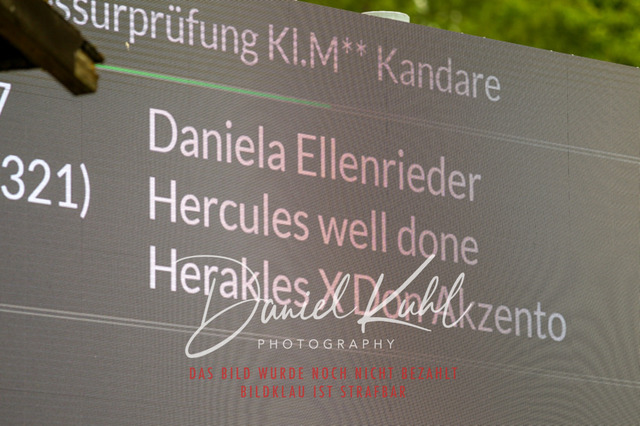 ssurprüfung Kl.M** Kandare
7
Daniela Ellenrieder
321)
Hercules well done
Herakles X Don Akzento
Daniel Kuhl
PHOTOGRAPHY
DAS BILD WURDE NOCH NICHT BEZAHLT
BILDKLAU IST STRAFBAR